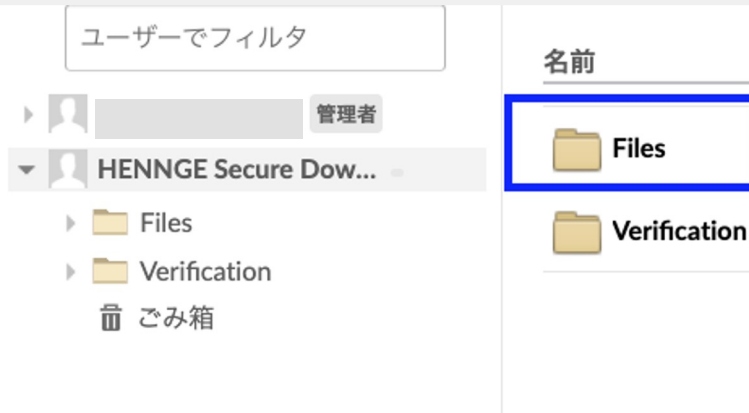 ユーザーでフィルタ
管理者
HENNGE Secure Dow...
Files
Verification
ごみ箱
名前
Files
Verification